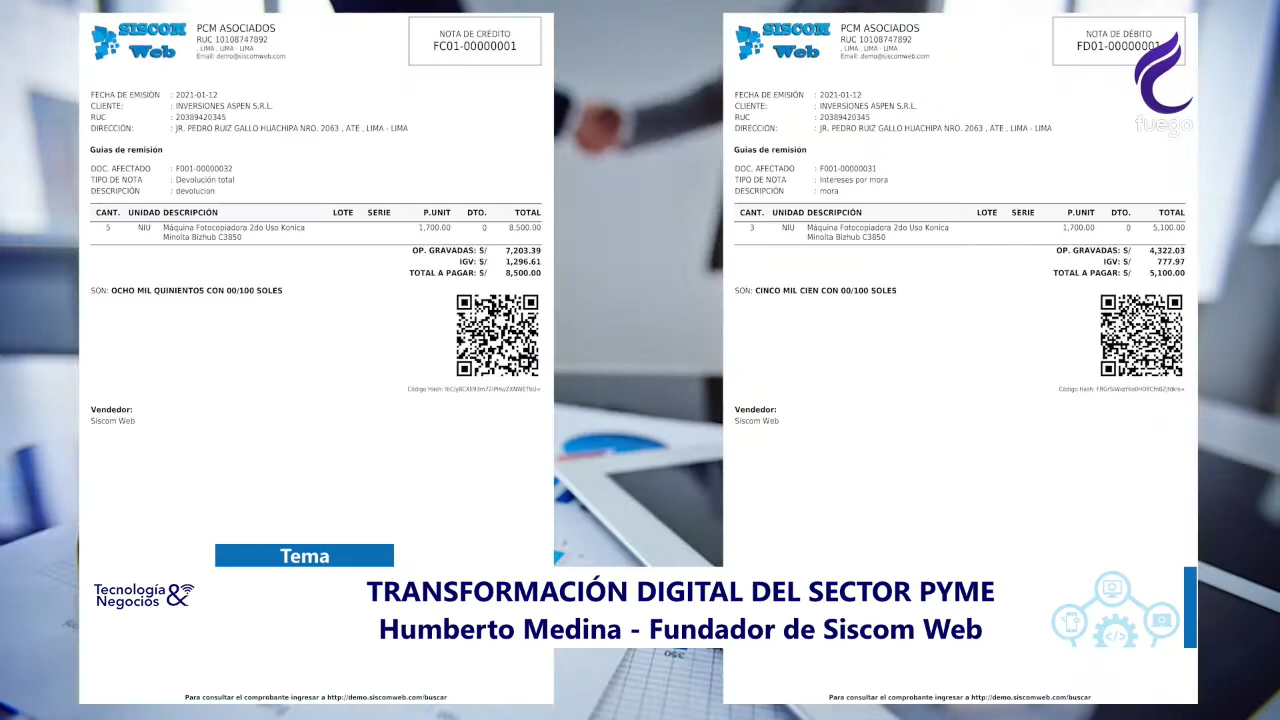 SISCOM
Web
PCM ASOCIADOS
RUC 10108747892
, LIMA , LIMA - LIMA
Email: demo@siscomweb.com
NOTA DE CRÉDITO
FC01-00000001
FECHA DE EMISIÓN : 2021-01-12
CLIENTE: : INVERSIONES ASPEN S.R.L.
RUC : 20389420345
DIRECCIÓN: : JR. PEDRO RUIZ GALLO HUACHIPA NRO. 2063 , ATE , LIMA - LIMA
Guias de remisión
DOC. AFECTADO : F001-00000032
TIPO DE NOTA : Devolución total
DESCRIPCIÓN : devolucion
CANT. UNIDAD DESCRIPCIÓN LOTE SERIE P.UNIT DTO. TOTAL
5 NIU Máquina Fotocopiadora 2do Uso Konica 1,700.00 0 8,500.00
Minolta Bizhub C3850
OP. GRAVADAS: S/ 7,203.39
IGV: S/ 1,296.61
TOTAL A PAGAR: S/ 8,500.00
SON: OCHO MIL QUINIENTOS CON 00/100 SOLES
Código Hash:
Vendedor:
Siscom Web
Para consultar el comprobante ingresar a http://demo.siscomweb.com/buscar
SISCOM
Web
PCM ASOCIADOS
RUC 10108747892
, LIMA , LIMA - LIMA
Email: demo@siscomweb.com
NOTA DE DÉBITO
FD01-00000001
fuego
FECHA DE EMISIÓN : 2021-01-12
CLIENTE: : INVERSIONES ASPEN S.R.L.
RUC : 20389420345
DIRECCIÓN: : JR. PEDRO RUIZ GALLO HUACHIPA NRO. 2063 , ATE , LIMA - LIMA
Guias de remisión
DOC. AFECTADO : F001-00000031
TIPO DE NOTA : Intereses por mora
DESCRIPCIÓN : mora
CANT. UNIDAD DESCRIPCIÓN LOTE SERIE P.UNIT DTO. TOTAL
3 NIU Máquina Fotocopiadora 2do Uso Konica 1,700.00 0 5,100.00
Minolta Bizhub C3850
OP. GRAVADAS: S/ 4,322.03
IGV: S/ 777.97
TOTAL A PAGAR: S/ 5,100.00
SON: CINCO MIL CIEN CON 00/100 SOLES
Código Hash:
Vendedor:
Siscom Web
Para consultar el comprobante ingresar a http://demo.siscomweb.com/buscar
Tema
Tecnología
Negocios &
TRANSFORMACIÓN DIGITAL DEL SECTOR PYME
Humberto Medina - Fundador de Siscom Web